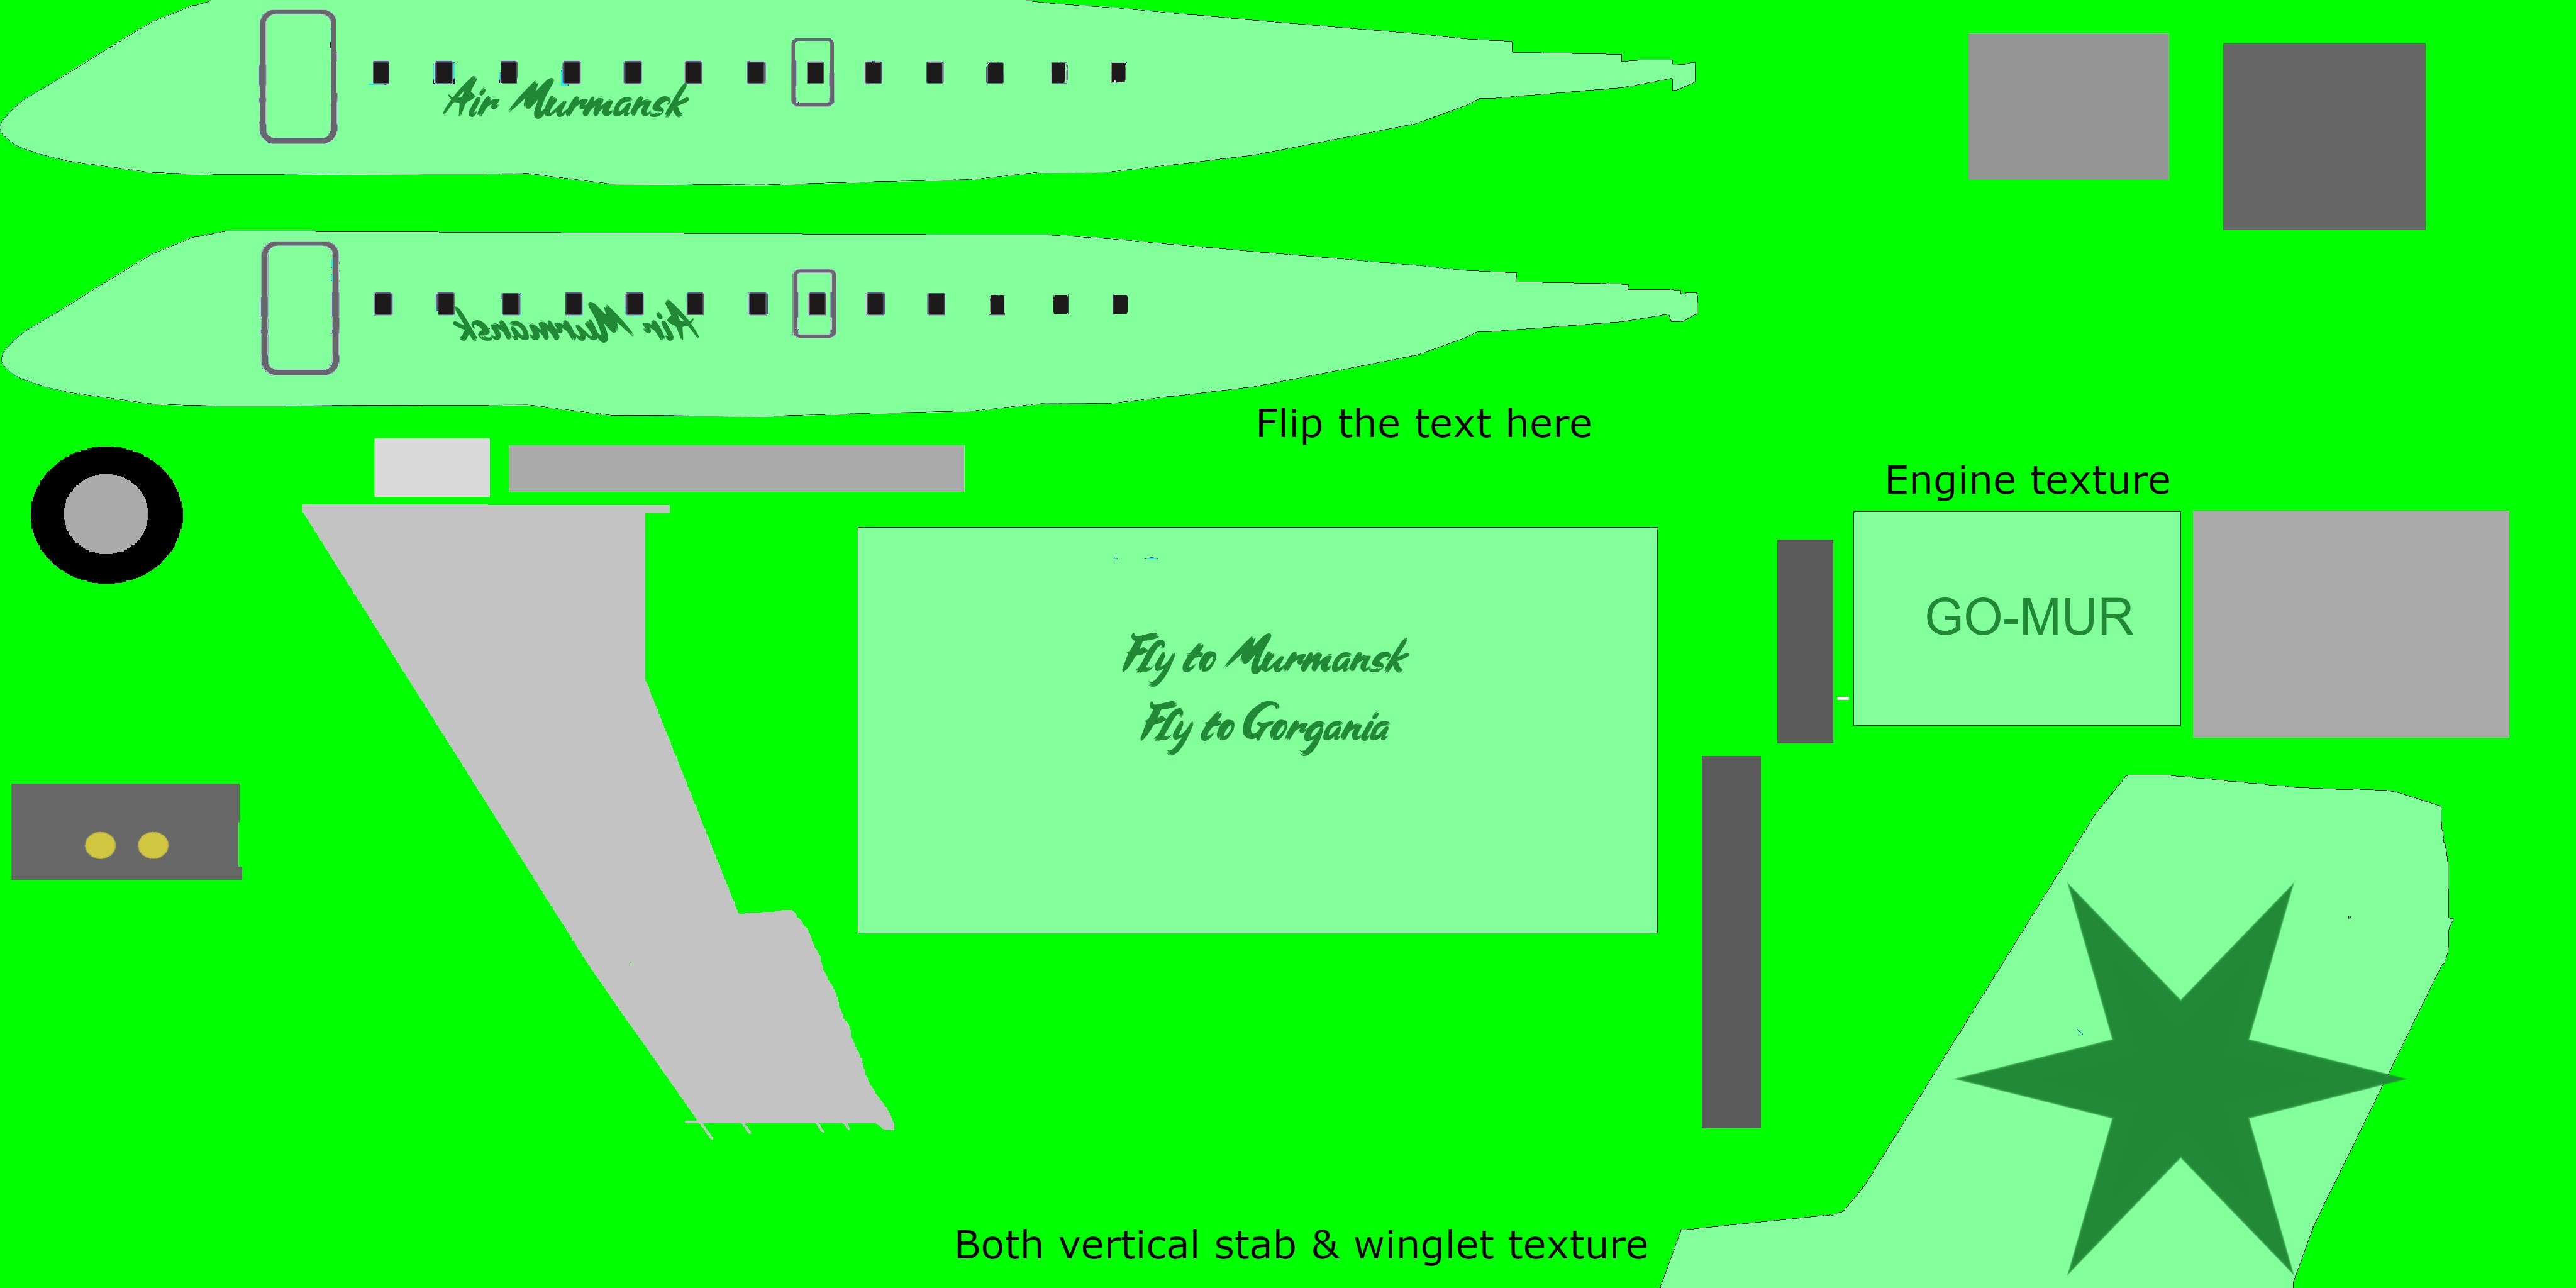 Air Murmansk
Air Murmansk
Flip the text here
Engine texture
GO-MUR
Fly to Murmansk
Fly to Gorgania
Both vertical stab & winglet texture